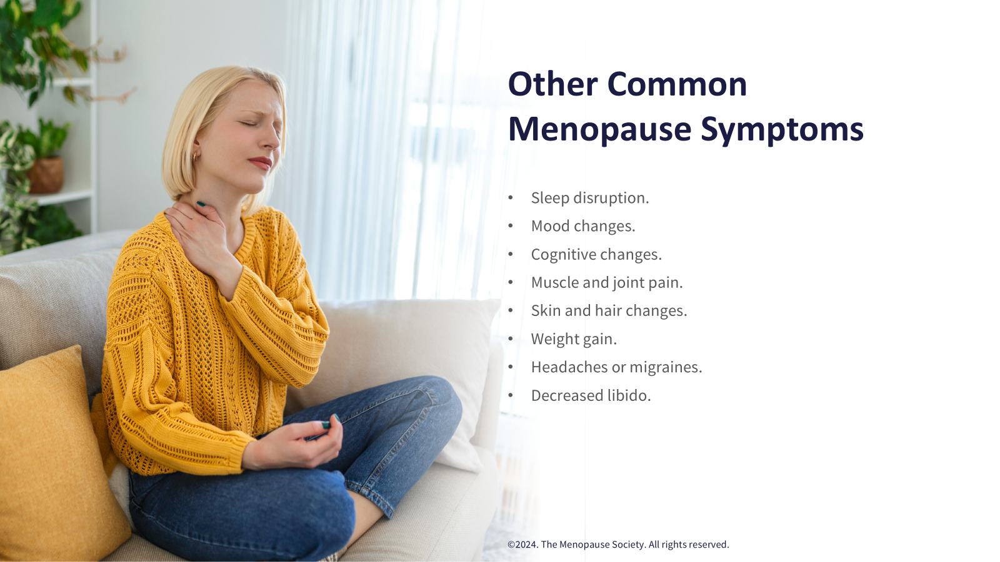 Other Common
Menopause Symptoms
• Sleep disruption.
• Mood changes.
• Cognitive changes.
• Muscle and joint pain.
• Skin and hair changes.
• Weight gain.
• Headaches or migraines.
• Decreased libido.
©2024. The Menopause Society. All rights reserved.